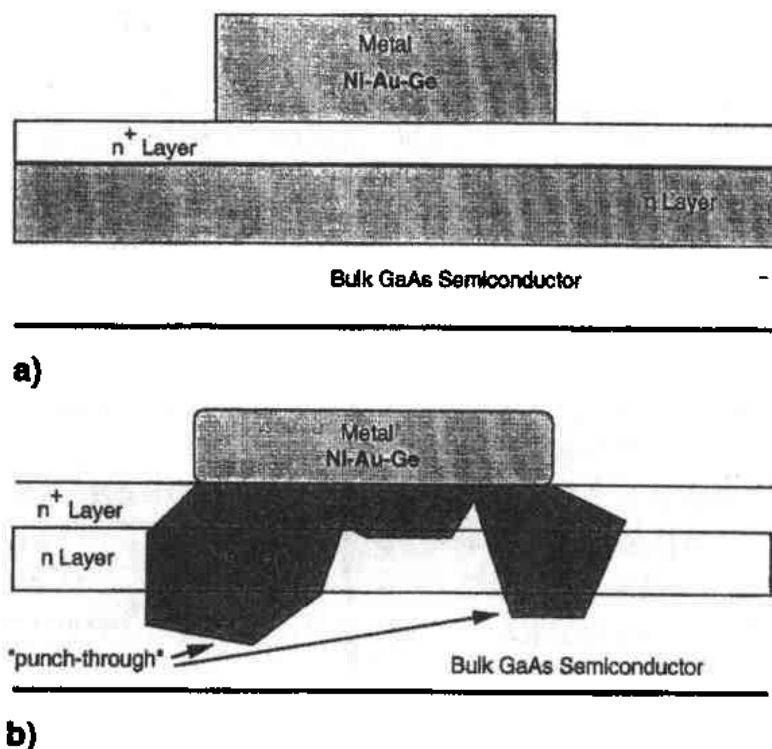 Metal
Ni-Au-Ge
n+ Layer
n Layer
Bulk GaAs Semiconductor
a)
Metal
Ni-Au-Ge
n+ Layer
n Layer
"punch-through"
Bulk GaAs Semiconductor
b)